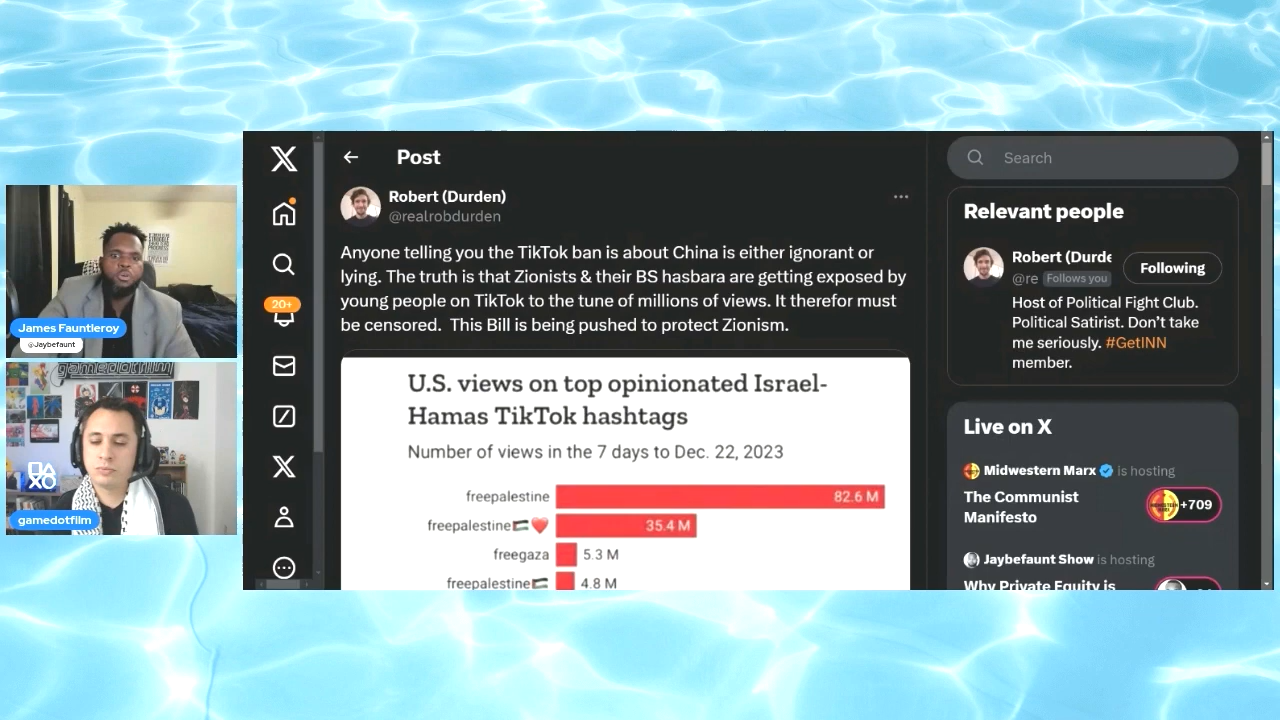 Post
Search
Robert (Durden)
@realrobdurden
Anyone telling you the TikTok ban is about China is either ignorant or
lying. The truth is that Zionists & their BS hasbara are getting exposed by
young people on TikTok to the tune of millions of views. It therefor must
be censored.  This Bill is being pushed to protect Zionism.
U.S. views on top opinionated Israel-
Hamas TikTok hashtags
Number of views in the 7 days to Dec. 22, 2023
freepalestine 82.6 M
freepalestine🇵🇸❤️ 35.4 M
freegaza 5.3 M
freepalestine🇵🇸 4.8 M
20+
Relevant people
Robert (Durde
@re Follows you
Following
Host of Political Fight Club.
Political Satirist. Don’t take
me seriously. #GetINN
member.
Live on X
Midwestern Marx is hosting
The Communist
Manifesto
+709
Jaybefaunt Show is hosting
Why Private Equity is
James Fauntleroy
@Jaybefaunt
gamedotfilm
gamedotfilm